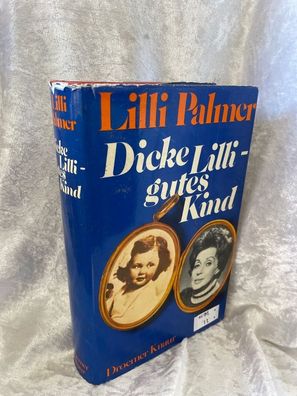 Lilli Palmer
Dicke
Lilli –
gutes
Kind
Droemer Knaur
Lilli
Palmer
Dicke
Lilli –
gutes
Kind